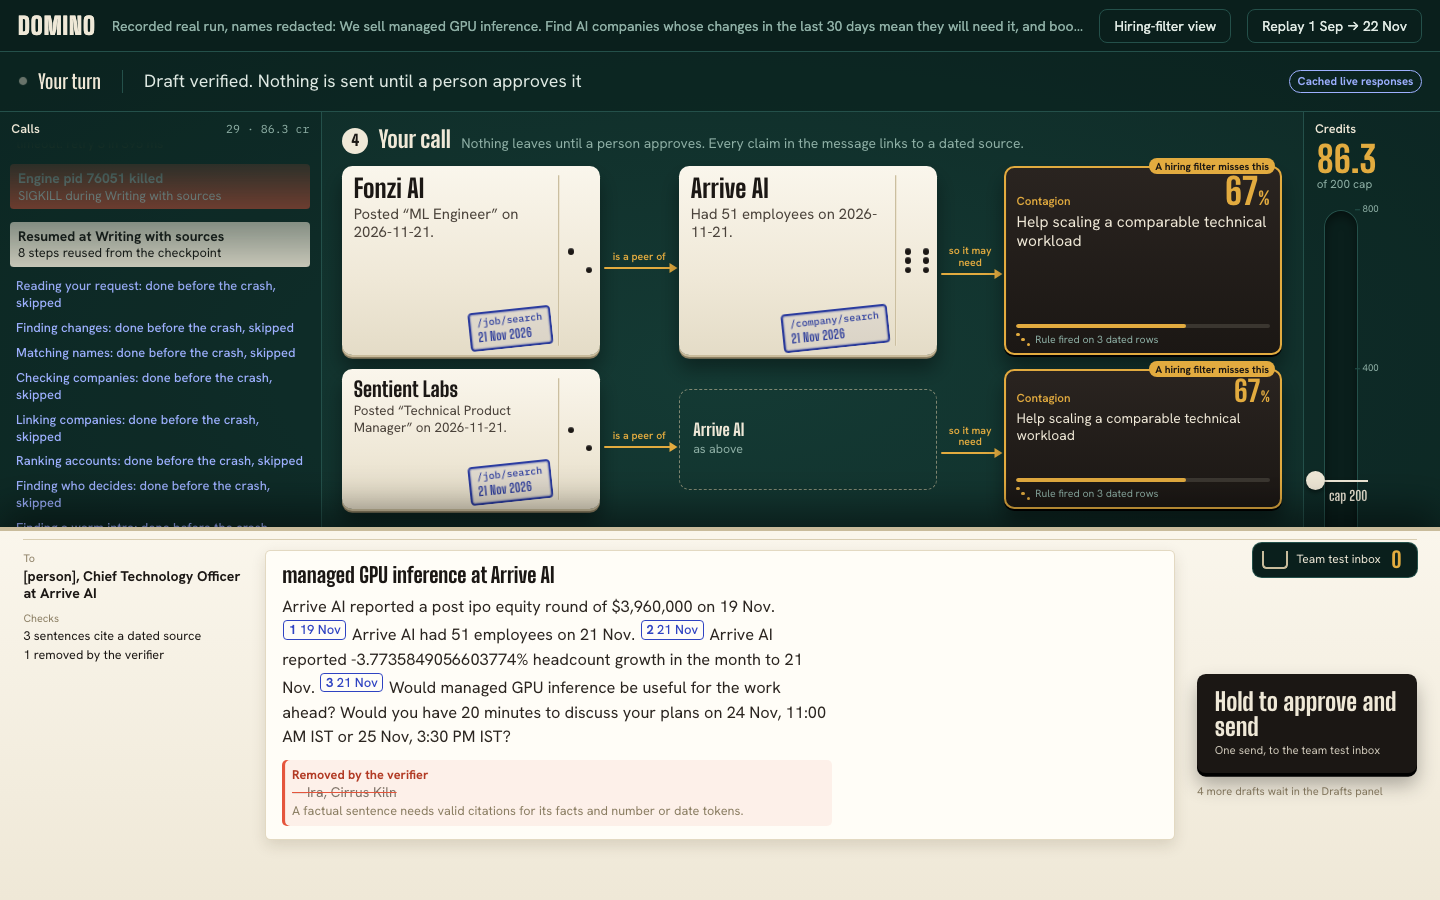 DOMINO
Recorded real run, names redacted: We sell managed GPU inference. Find AI companies whose changes in the last 30 days mean they will need it, and boo...
Hiring-filter view
Replay 1 Sep → 22 Nov
Your turn
Draft verified. Nothing is sent until a person approves it
Cached live responses
Calls
29 · 86.3 cr
Engine pid 76051 killed
SIGKILL during Writing with sources
Resumed at Writing with sources
8 steps reused from the checkpoint
Reading your request: done before the crash,
skipped
Finding changes: done before the crash, skipped
Matching names: done before the crash, skipped
Checking companies: done before the crash,
skipped
Linking companies: done before the crash,
skipped
Ranking accounts: done before the crash, skipped
Finding who decides: done before the crash,
skipped
Finding a warm intro: done before the crash,
4
Your call
Nothing leaves until a person approves. Every claim in the message links to a dated source.
Fonzi AI
Posted “ML Engineer” on
2026-11-21.
/job/search
21 Nov 2026
is a peer of
Arrive AI
Had 51 employees on 2026-
11-21.
/company/search
21 Nov 2026
so it may
need
A hiring filter misses this
Contagion
67%
Help scaling a comparable technical
workload
Rule fired on 3 dated rows
Sentient Labs
Posted “Technical Product
Manager” on 2026-11-21.
/job/search
21 Nov 2026
is a peer of
Arrive AI
as above
so it may
need
A hiring filter misses this
Contagion
67%
Help scaling a comparable technical
workload
Rule fired on 3 dated rows
Credits
86.3
of 200 cap
800
400
cap 200
To
[person], Chief Technology Officer
at Arrive AI
Checks
3 sentences cite a dated source
1 removed by the verifier
managed GPU inference at Arrive AI
Arrive AI reported a post ipo equity round of $3,960,000 on 19 Nov.
1 19 Nov Arrive AI had 51 employees on 21 Nov. 2 21 Nov Arrive AI
reported -3.7735849056603774% headcount growth in the month to 21
Nov. 3 21 Nov Would managed GPU inference be useful for the work
ahead? Would you have 20 minutes to discuss your plans on 24 Nov, 11:00
AM IST or 25 Nov, 3:30 PM IST?
Removed by the verifier
— Ira, Cirrus Kiln
A factual sentence needs valid citations for its facts and number or date tokens.
Team test inbox 0
Hold to approve and
send
One send, to the team test inbox
4 more drafts wait in the Drafts panel